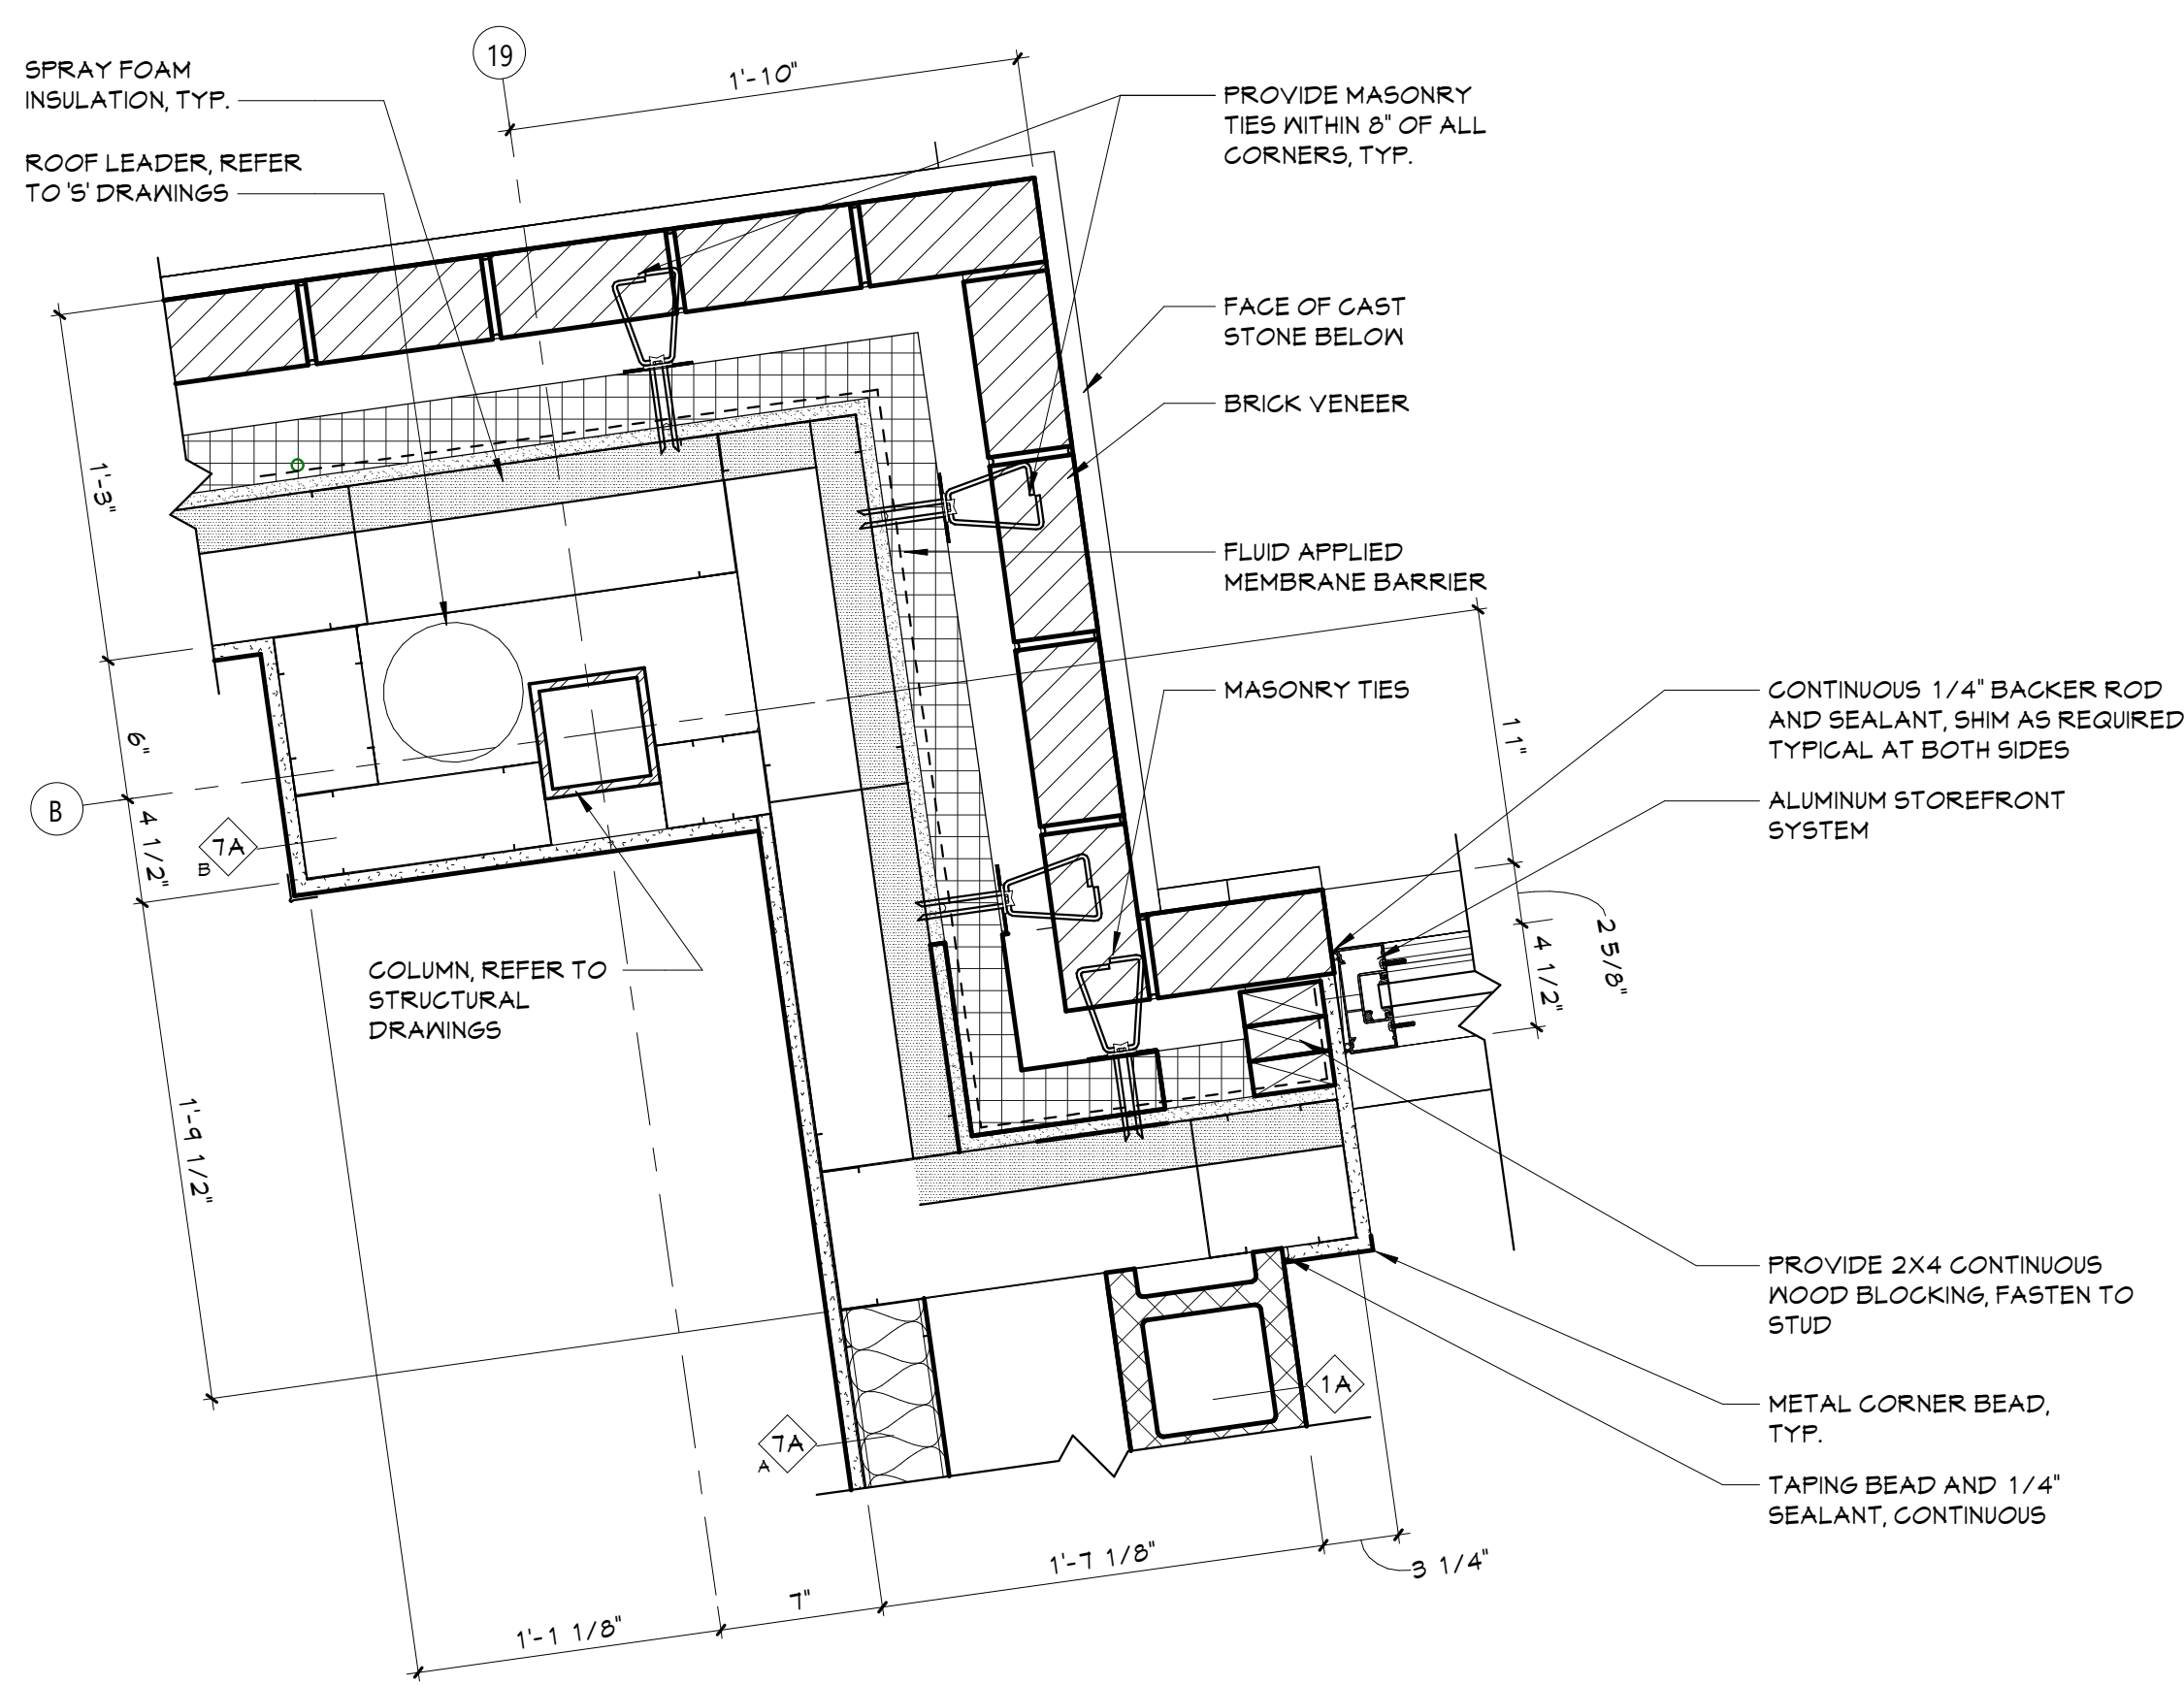 19
1'-10"
SPRAY FOAM
INSULATION, TYP.
ROOF LEADER, REFER
TO 'S' DRAWINGS
PROVIDE MASONRY
TIES WITHIN 8" OF ALL
CORNERS, TYP.
FACE OF CAST
STONE BELOW
BRICK VENEER
1'-3"
FLUID APPLIED
MEMBRANE BARRIER
MASONRY TIES
CONTINUOUS 1/4" BACKER ROD
AND SEALANT, SHIM AS REQUIRED
TYPICAL AT BOTH SIDES
11"
6"
B
ALUMINUM STOREFRONT
SYSTEM
4 1/2"
7A
B
2 5/8"
4 1/2"
COLUMN, REFER TO
STRUCTURAL
DRAWINGS
1'-9 1/2"
PROVIDE 2X4 CONTINUOUS
WOOD BLOCKING, FASTEN TO
STUD
1A
METAL CORNER BEAD,
TYP.
7A
A
TAPING BEAD AND 1/4"
SEALANT, CONTINUOUS
1'-1 1/8"
7"
1'-7 1/8"
3 1/4"